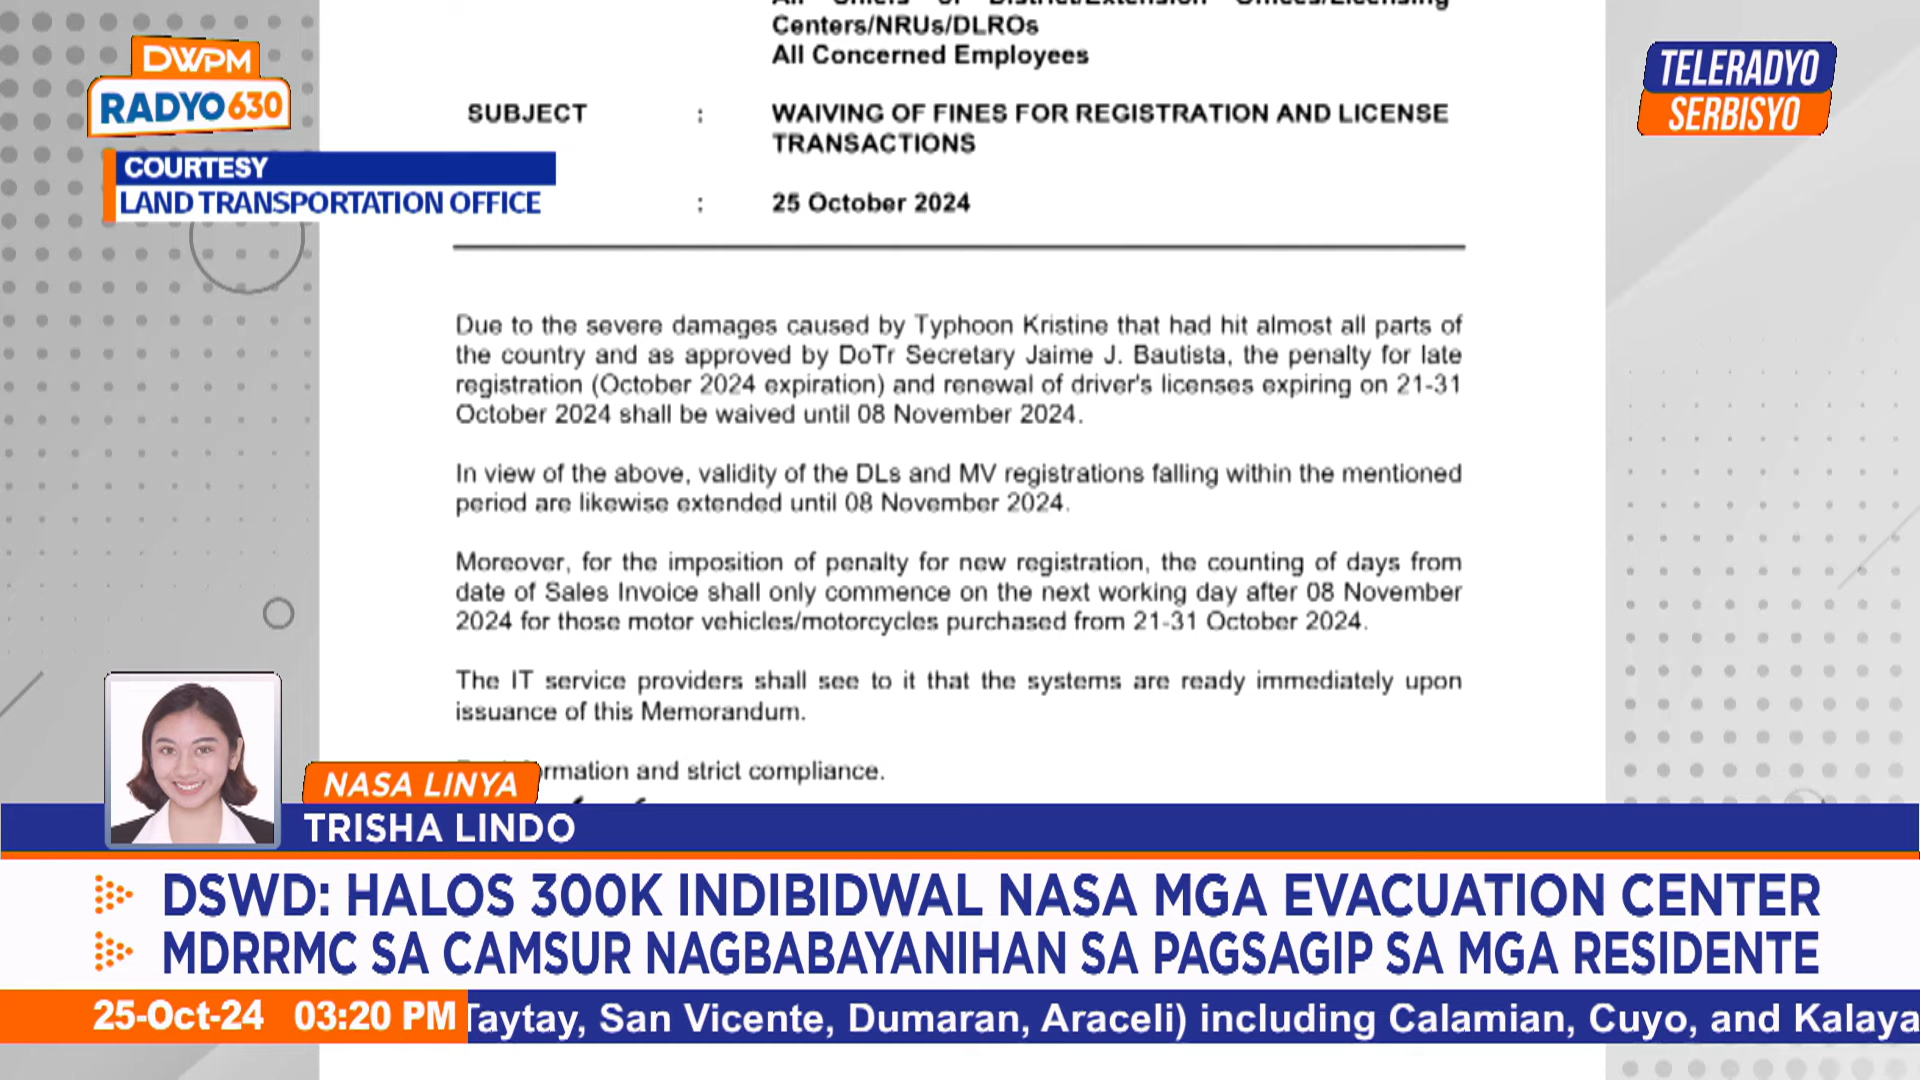 Centers/NRUs/DLROs
All Concerned Employees
DWPM
RADYO 630
TELERADYO
SERBISYO
SUBJECT : WAIVING OF FINES FOR REGISTRATION AND LICENSE
TRANSACTIONS
COURTESY
LAND TRANSPORTATION OFFICE
: 25 October 2024
Due to the severe damages caused by Typhoon Kristine that had hit almost all parts of
the country and as approved by DoTr Secretary Jaime J. Bautista, the penalty for late
registration (October 2024 expiration) and renewal of driver's licenses expiring on 21-31
October 2024 shall be waived until 08 November 2024.
In view of the above, validity of the DLs and MV registrations falling within the mentioned
period are likewise extended until 08 November 2024.
Moreover, for the imposition of penalty for new registration, the counting of days from
date of Sales Invoice shall only commence on the next working day after 08 November
2024 for those motor vehicles/motorcycles purchased from 21-31 October 2024.
The IT service providers shall see to it that the systems are ready immediately upon
issuance of this Memorandum.
and strict compliance.
NASA LINYA
TRISHA LINDO
DSWD: HALOS 300K INDIBIDWAL NASA MGA EVACUATION CENTER
MDRRMC SA CAMSUR NAGBABAYANIHAN SA PAGSAGIP SA MGA RESIDENTE
25-Oct-24 03:20 PM Taytay, San Vicente, Dumaran, Araceli) including Calamian, Cuyo, and Kalaya